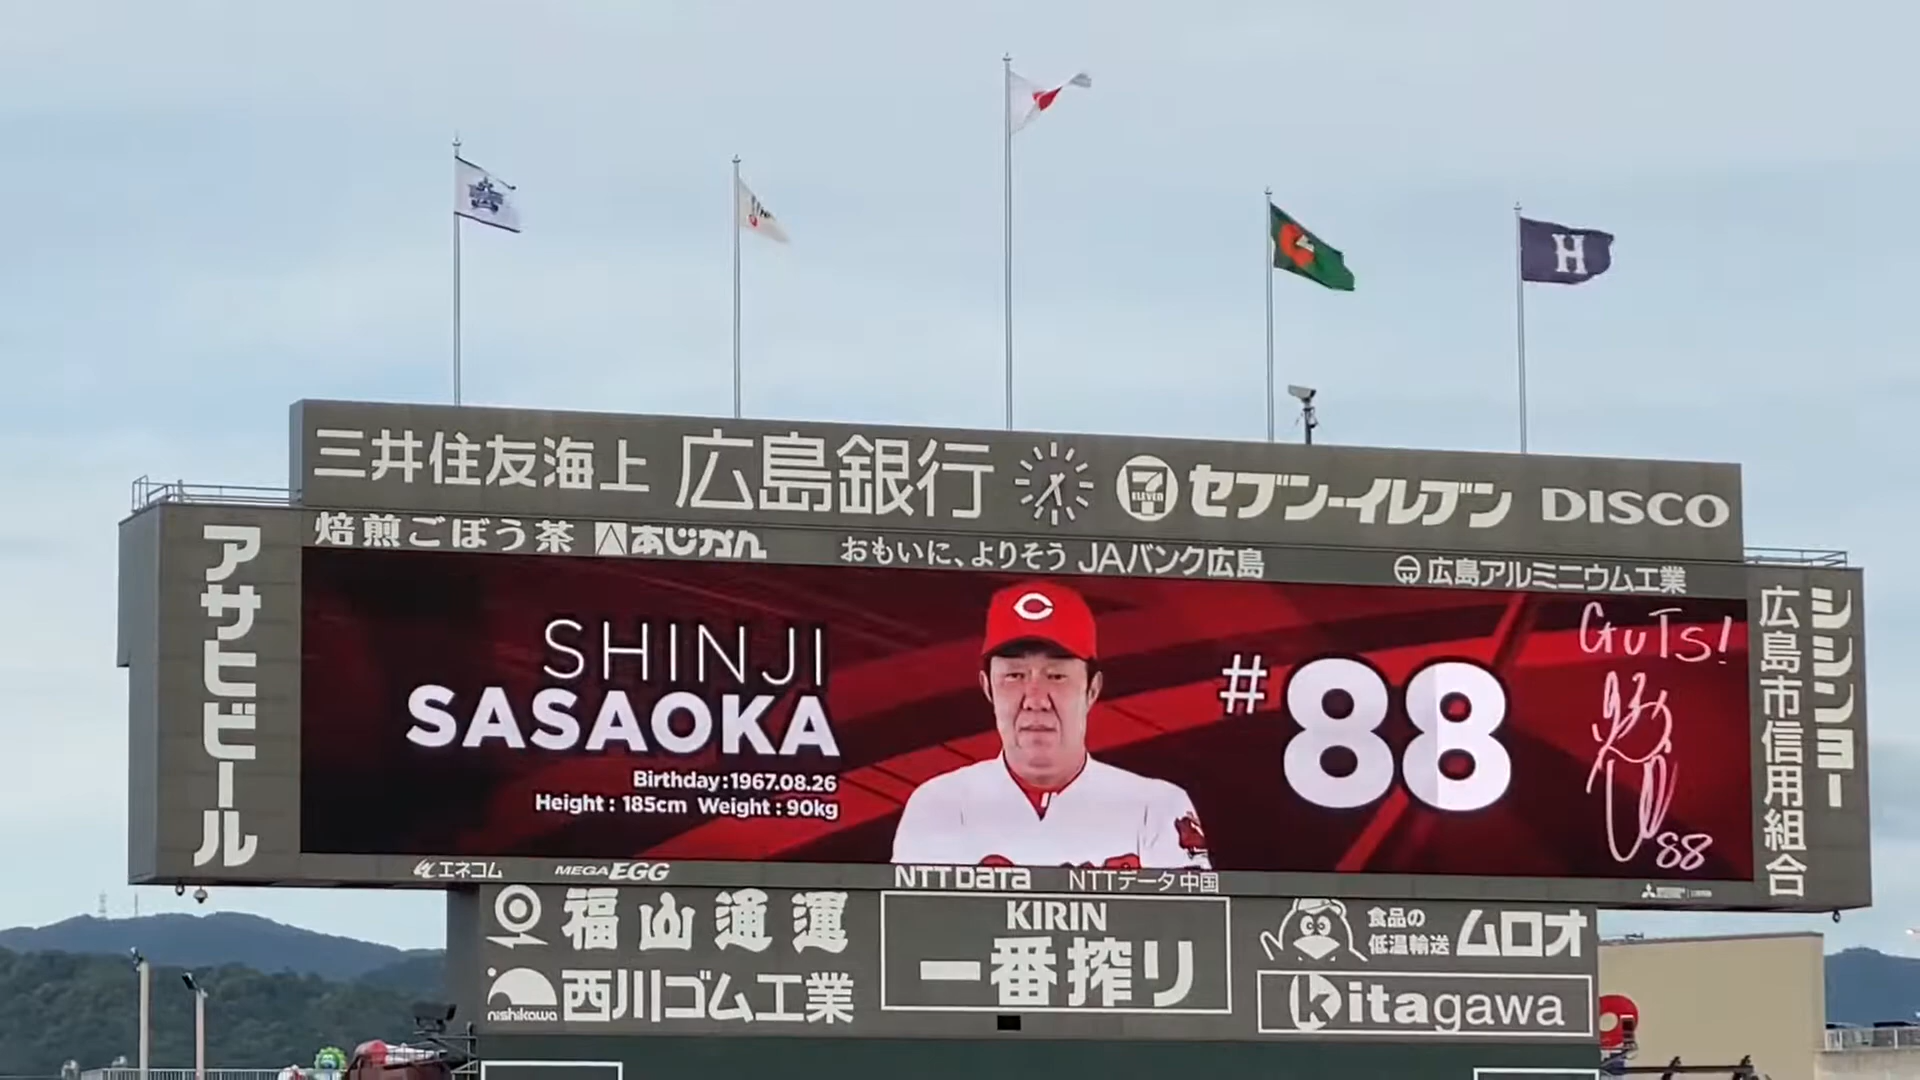 H
三井住友海上 広島銀行 7 ELEVEN セブン-イレブン DISCO
焙煎ごぼう茶 あじかん おもいに、よりそう JAバンク広島 広島アルミニウム工業
アサヒビール
SHINJI
SASAOKA
Birthday:1967.08.26
Height: 185cm Weight: 90kg
C
#88
GUTS!
88
広島市信用組合
シシンヨー
エネコム MEGA EGG NTT DATA NTTデータ中国
福山通運
nishikawa 西川ゴム工業
KIRIN
一番搾り
食品の
低温輸送
ムロオ
kitagawa